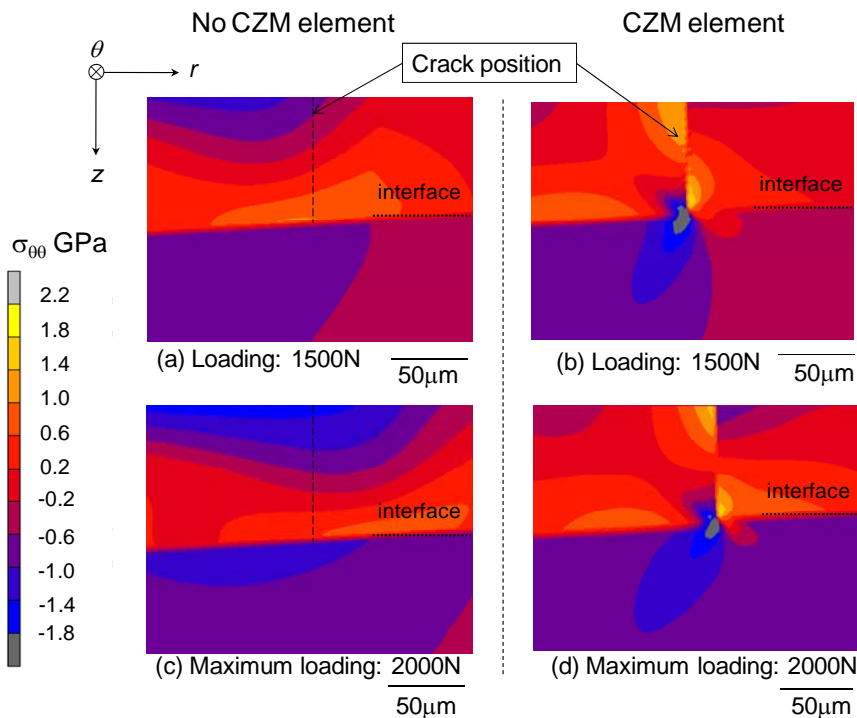 No CZM element
CZM element
θ
r
z
Crack position
interface
interface
σθθ GPa
2.2
1.8
1.4
1.0
0.6
0.2
-0.2
-0.6
-1.0
-1.4
-1.8
(a) Loading: 1500N
50μm
(b) Loading: 1500N
50μm
interface
interface
(c) Maximum loading: 2000N
50μm
(d) Maximum loading: 2000N
50μm